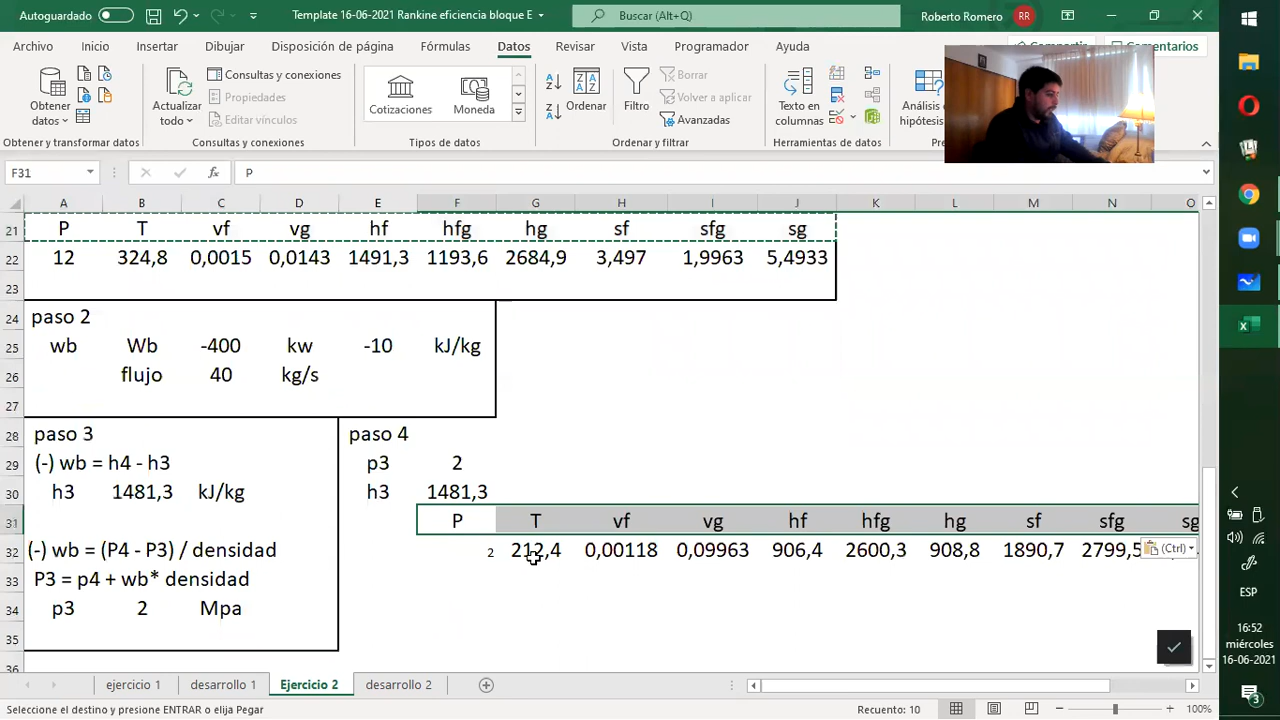 Autoguardado
Template 16-06-2021 Rankine eficiencia bloque E
Buscar (Alt+Q)
Roberto Romero
RR
Archivo Inicio Insertar Dibujar Disposición de página Fórmulas Datos Revisar Vista Programador Ayuda
Compartir
Comentarios
Obtener datos
Actualizar todo
Consultas y conexiones
Propiedades
Editar vínculos
Cotizaciones
Moneda
Ordenar
Filtro
Borrar
Volver a aplicar
Avanzadas
Texto en columnas
Análisis de hipótesis
Obtener y transformar datos
Consultas y conexiones
Tipos de datos
Ordenar y filtrar
Herramientas de datos
F31
P
A B C D E F G H I J K L M N O
21 P T vf vg hf hfg hg sf sfg sg
22 12 324,8 0,0015 0,0143 1491,3 1193,6 2684,9 3,497 1,9963 5,4933
23
24 paso 2
25 wb Wb -400 kw -10 kJ/kg
26 flujo 40 kg/s
27
28 paso 3 paso 4
29 (-) wb = h4 - h3 p3 2
30 h3 1481,3 kJ/kg h3 1481,3
31 P T vf vg hf hfg hg sf sfg sg
32 (-) wb = (P4 - P3) / densidad 2 212,4 0,00118 0,09963 906,4 2600,3 908,8 1890,7 2799,5
(Ctrl)
33 P3 = p4 + wb* densidad
34 p3 2 Mpa
35
36
ejercicio 1 desarrollo 1 Ejercicio 2 desarrollo 2
Seleccione el destino y presione ENTRAR o elija Pegar
Recuento: 10
100%
ESP
16:52
miércoles
16-06-2021
3